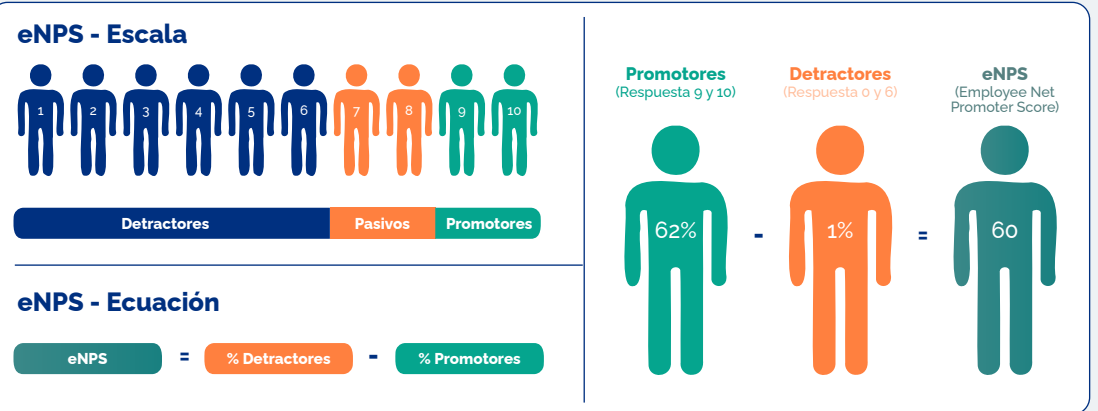 eNPS - Escala
1 2 3 4 5 6 7 8 9 10
Detractores Pasivos Promotores
eNPS - Ecuación
eNPS = % Detractores - % Promotores
Promotores Detractores eNPS
(Respuesta 9 y 10) (Respuesta 0 y 6) (Employee Net
Promoter Score)
62% - 1% = 60